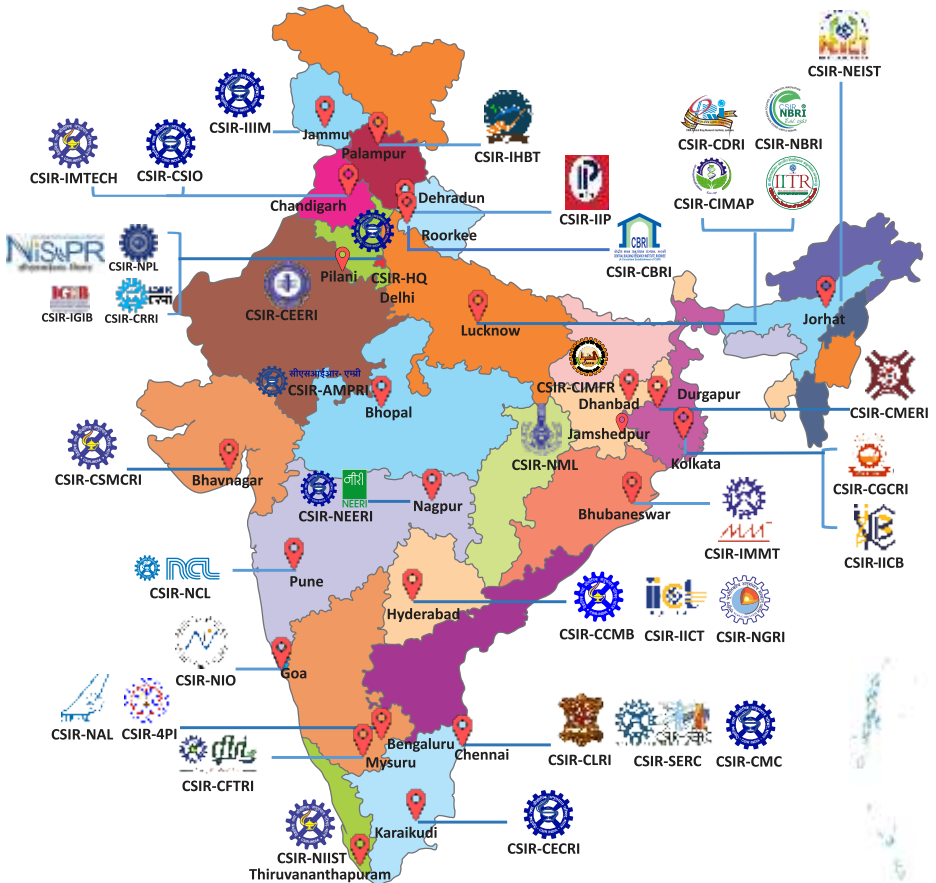 CSIR-NEIST
CSIR-IIIM
Jammu
CSIR-CDRI
CSIR
NBRI
CSIR-NBRI
CSIR-IMTECH
CSIR-CSIO
Palampur
CSIR-IHBT
CSIR-CIMAP
IITR
Chandigarh
Dehradun
CSIR-IIP
Roorkee
CBRI
CSIR-CBRI
NIScPR
CSIR-NPL
Pilani
CSIR-HQ
Delhi
IGIB
CSIR-IGIB
CSIR-CRRI
CSIR-CEERI
Lucknow
Jorhat
सीएसआईआर- एम्प्री
CSIR-AMPRI
Bhopal
CSIR-CIMFR
Dhanbad
Durgapur
CSIR-CMERI
Jamshedpur
CSIR-CSMCRI
Bhavnagar
CSIR-NML
Kolkata
CSIR-CGCRI
नीरी
NEERI
CSIR-NEERI
Nagpur
Bhubaneswar
CSIR-IMMT
CSIR-IICB
NCL
CSIR-NCL
Pune
Hyderabad
CSIR-CCMB
iict
CSIR-IICT
CSIR-NGRI
CSIR-NIO
Goa
CSIR-NAL
CSIR-4PI
Bengaluru
Chennai
CSIR-CLRI
CSIR-SERC
CSIR-CMC
cftri
CSIR-CFTRI
Mysuru
Karaikudi
CSIR-CECRI
CSIR-NIIST
Thiruvananthapuram